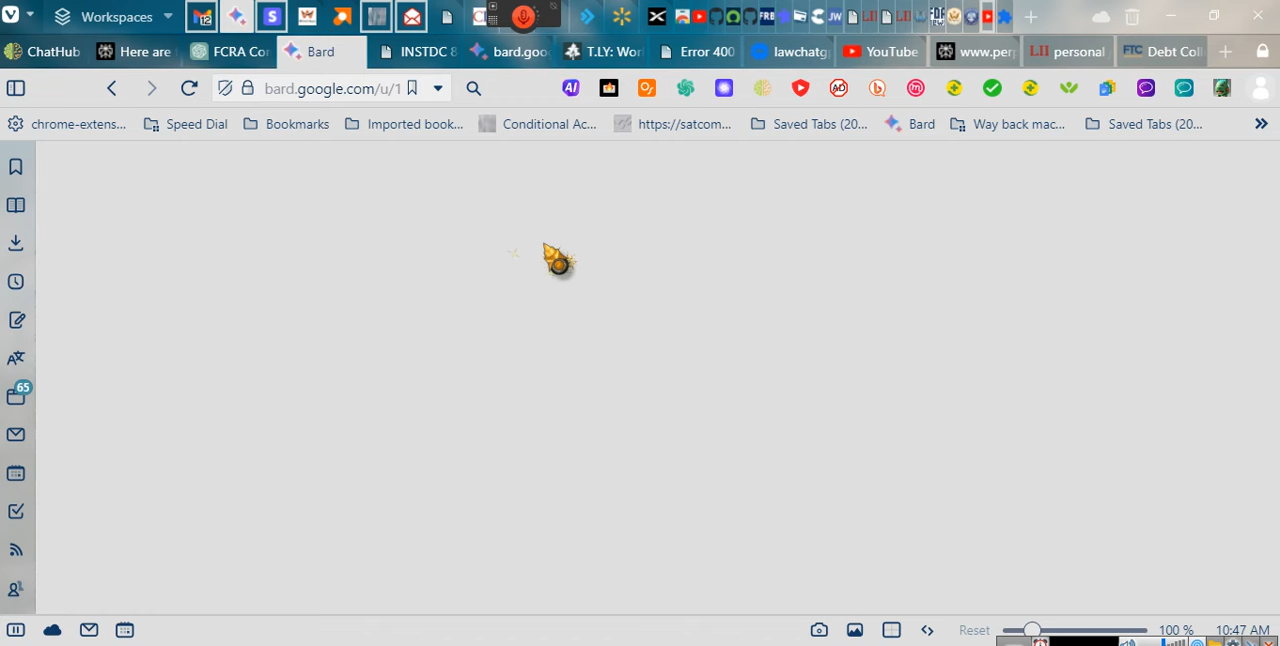 Workspaces
12
ChatHub Here are FCRA Co Bard INSTDC 8 bard.goo T.LY: Wor Error 400 lawchatg YouTube www.per personal Debt Coll
bard.google.com/u/1
chrome-extens... Speed Dial Bookmarks Imported book... Conditional Ac... https://satcom... Saved Tabs (20... Bard Way back mac... Saved Tabs (20...
65
Reset 100 % 10:47 AM